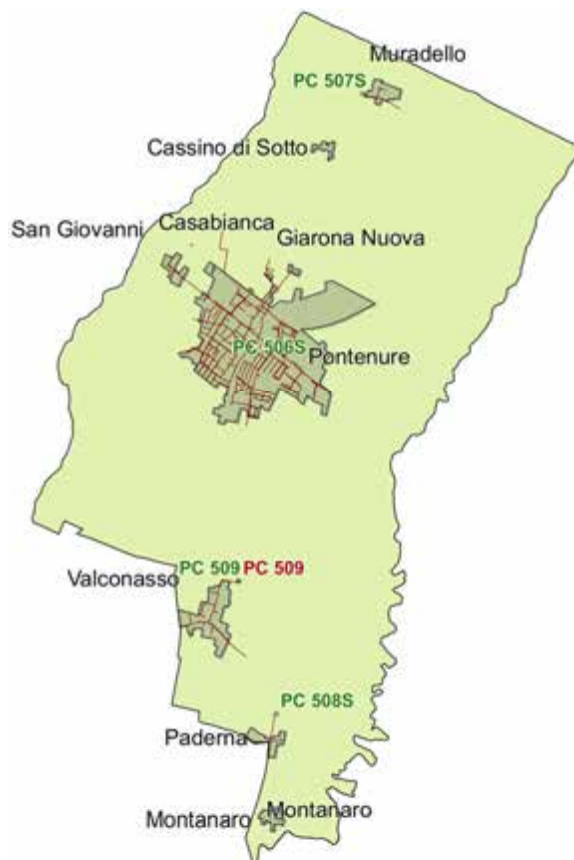 Muradello
PC 507S
Cassino di Sotto
Casabianca
San Giovanni
Giarona Nuova
PC 506S
Pontenure
PC 509 PC 509
Valconasso
PC 508S
Paderna
Montanaro
Montanaro